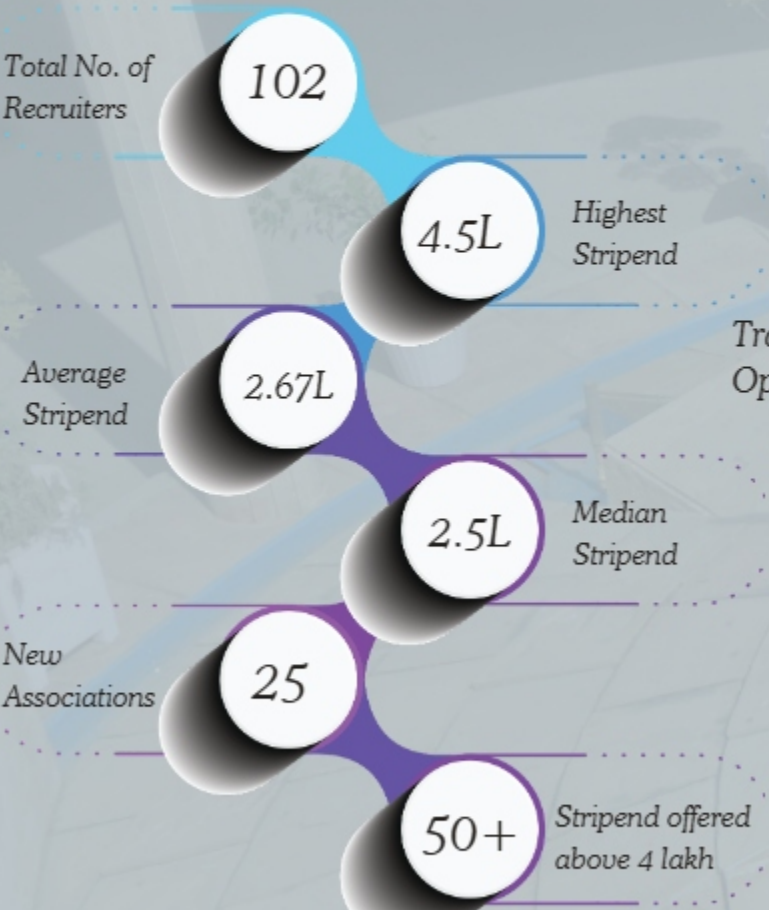 Total No. of
Recruiters
102
4.5L
Highest
Stripend
Average
Stripend
2.67L
2.5L
Median
Stripend
New
Associations
25
50+
Stripend offered
above 4 lakh